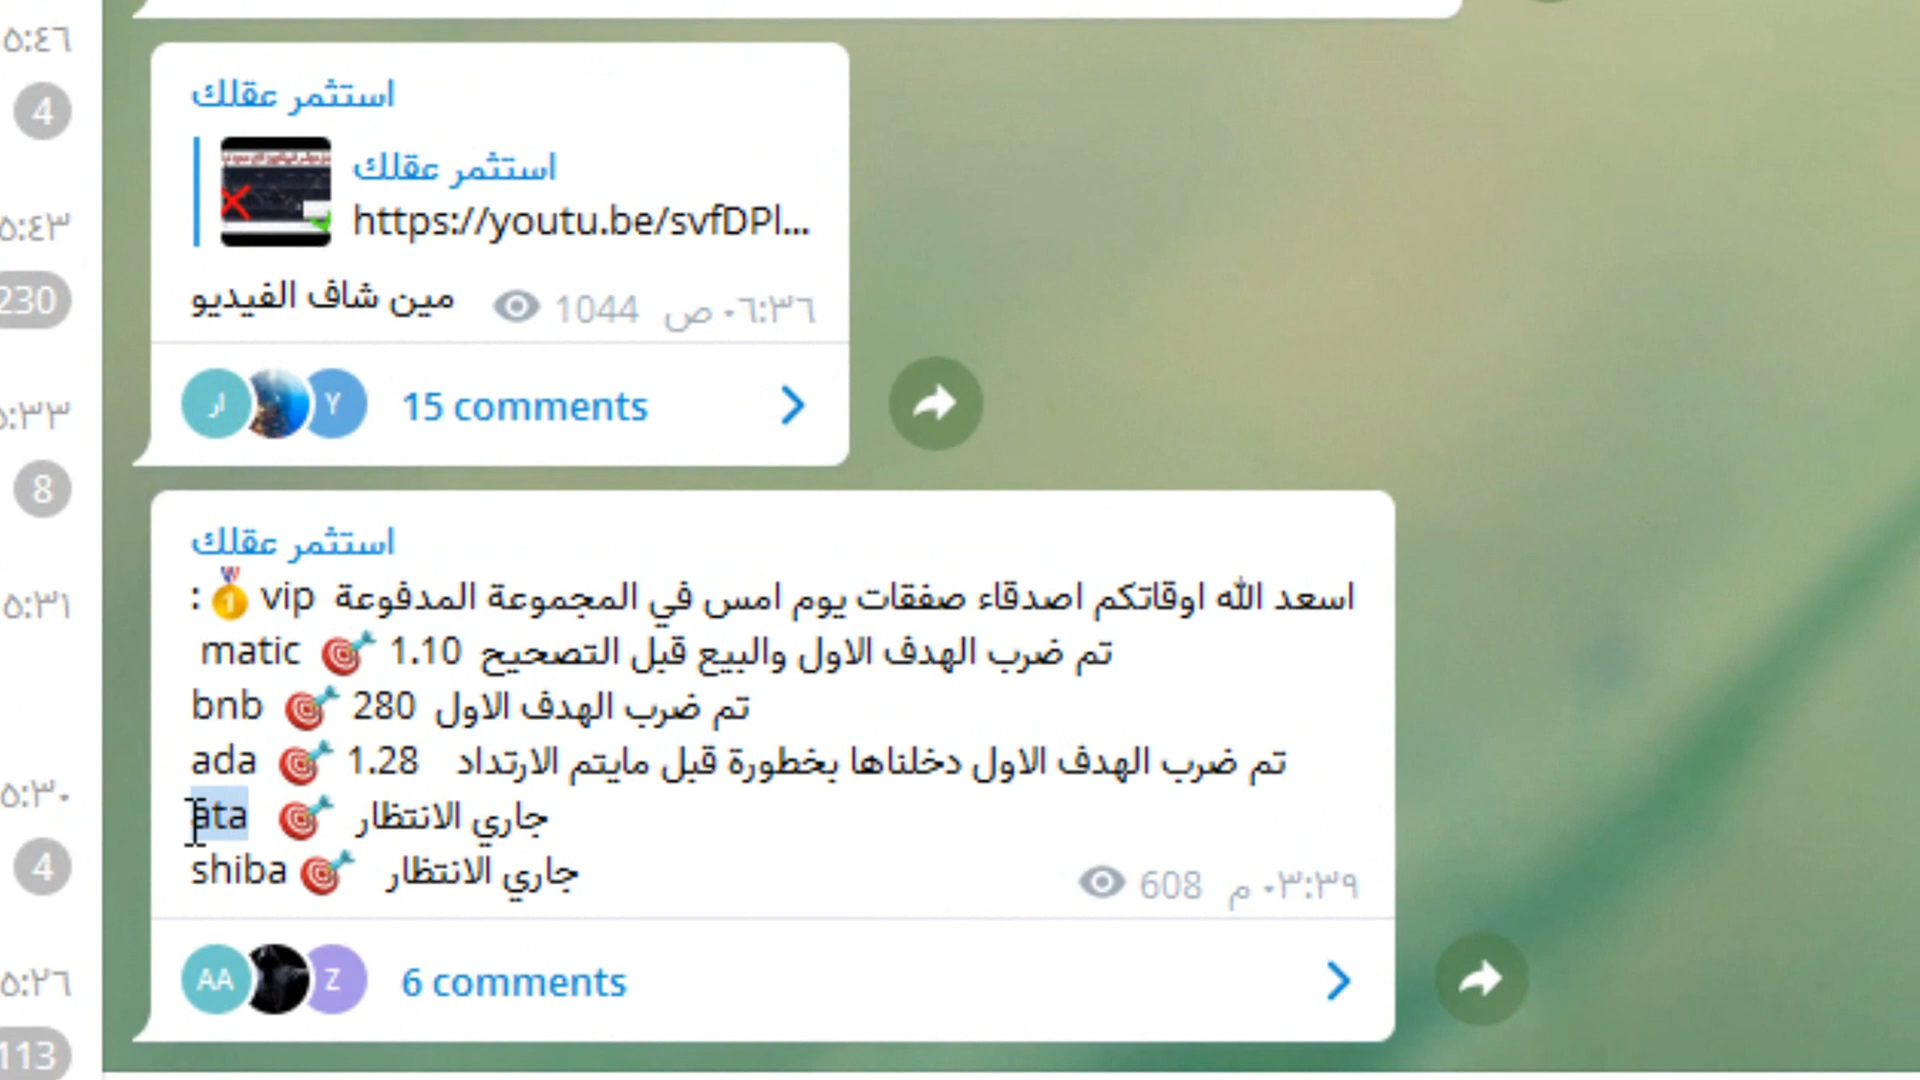 ٥:٤٦
4
٥:٤٣
230
٥:٣٣
8
٥:٣١
٥:٣٠
4
٥:٢٦
113
استثمر عقلك
استثمر عقلك
https://youtu.be/svfDPl...
مين شاف الفيديو
1044 ٠٦:٣٦ ص
ار Y 15 comments
استثمر عقلك
اسعد الله اوقاتكم اصدقاء صفقات يوم امس في المجموعة المدفوعة vip 🥇 :
matic 🎯 1.10 تم ضرب الهدف الاول والبيع قبل التصحيح
bnb 🎯 280 تم ضرب الهدف الاول
ada 🎯 1.28 تم ضرب الهدف الاول دخلناها بخطورة قبل مايتم الارتداد
ata 🎯 جاري الانتظار
shiba 🎯 جاري الانتظار
608 ٠٣:٣٩ م
AA Z 6 comments